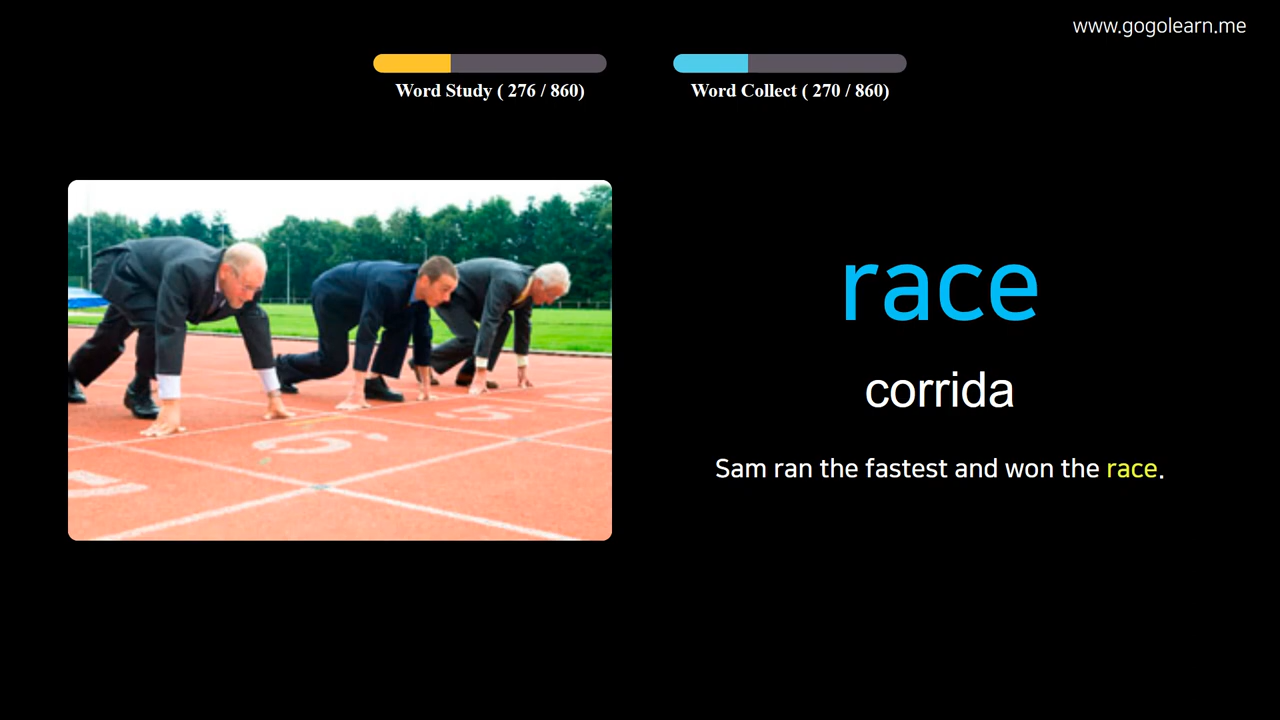 www.gogolearn.me
Word Study ( 276 / 860)
Word Collect ( 270 / 860)
race
corrida
Sam ran the fastest and won the race.